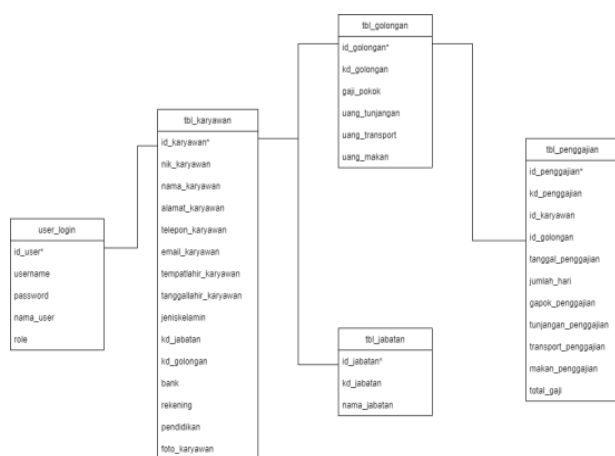 tbl_golongan
id_golongan*
kd_golongan
gaji_pokok
uang_tunjangan
uang_transport
uang_makan
tbl_karyawan
id_karyawan*
nik_karyawan
nama_karyawan
alamat_karyawan
telepon_karyawan
email_karyawan
tempatlahir_karyawan
tanggallahir_karyawan
jeniskelamin
kd_jabatan
kd_golongan
bank
rekening
pendidikan
foto_karyawan
tbl_penggajian
id_penggajian*
kd_penggajian
id_karyawan
id_golongan
tanggal_penggajian
jumlah_hari
gapok_penggajian
tunjangan_penggajian
transport_penggajian
makan_penggajian
total_gaji
user_login
id_user*
username
password
nama_user
role
tbl_jabatan
id_jabatan*
kd_jabatan
nama_jabatan